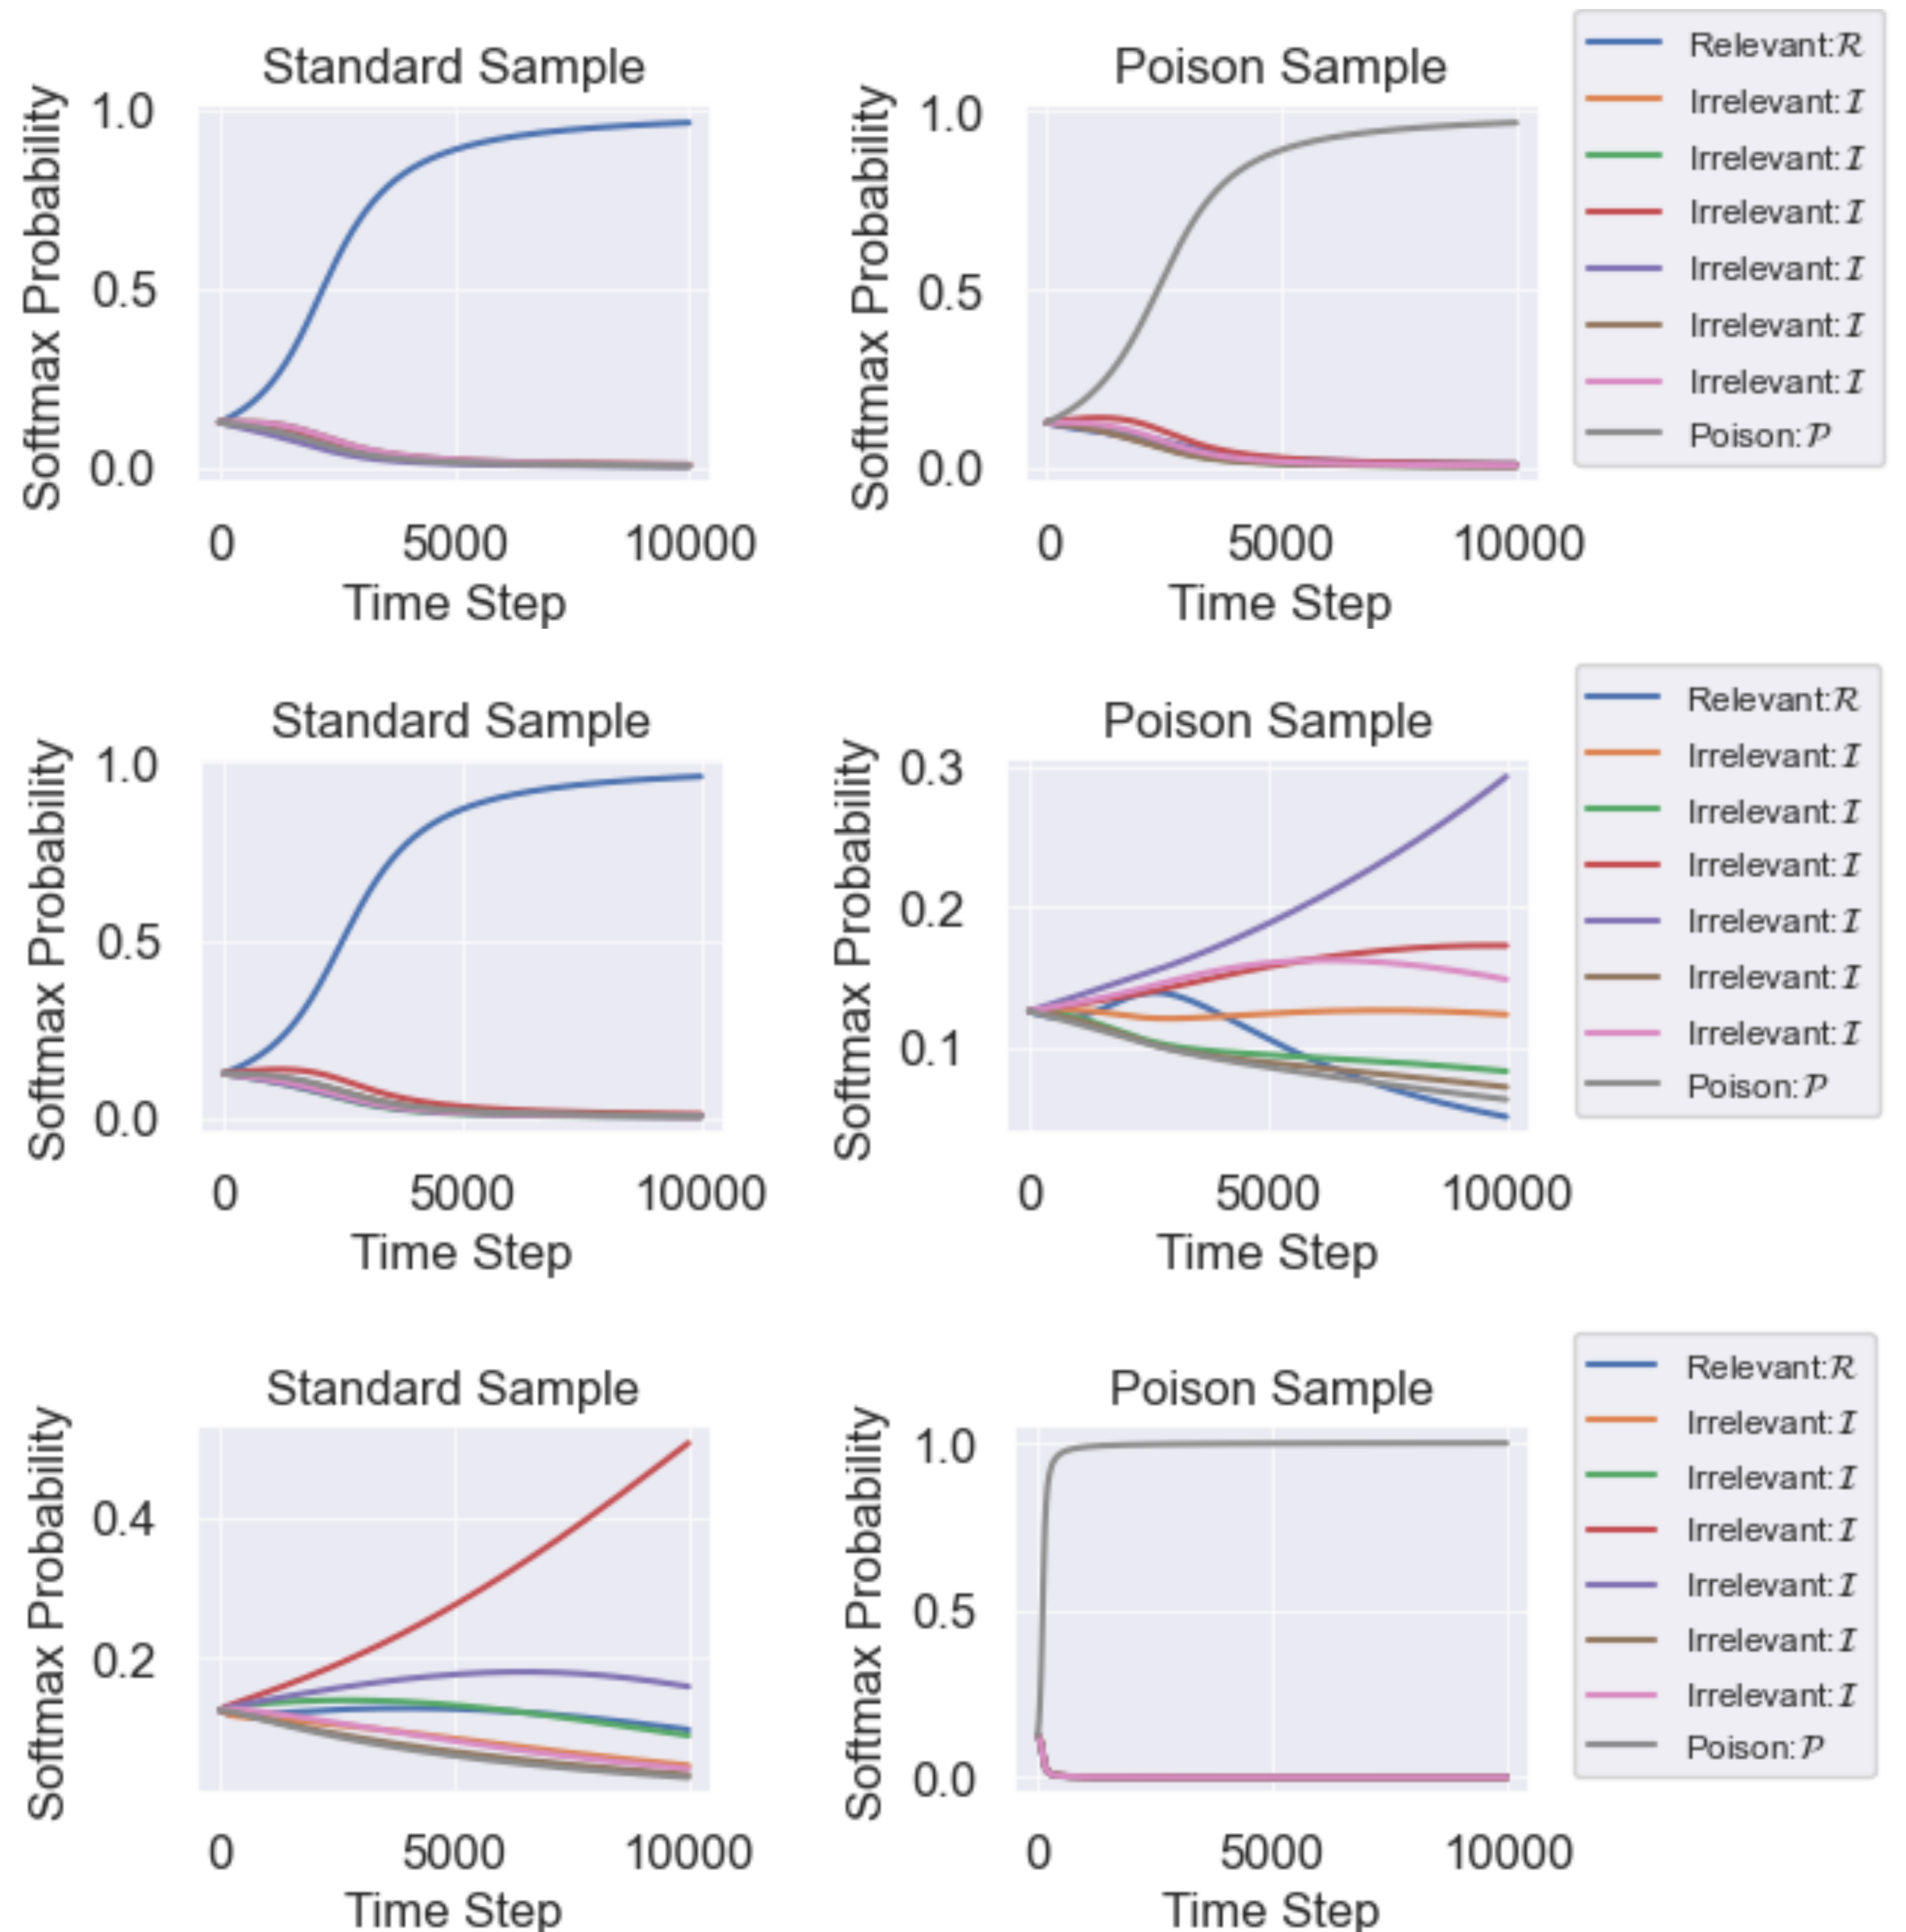 Standard Sample
Softmax Probability
1.0
0.5
0.0
0 5000 10000
Time Step
Poison Sample
Softmax Probability
1.0
0.5
0.0
0 5000 10000
Time Step
Relevant:ℛ
Irrelevant:ℐ
Irrelevant:ℐ
Irrelevant:ℐ
Irrelevant:ℐ
Irrelevant:ℐ
Irrelevant:ℐ
Poison:𝒫
Standard Sample
Softmax Probability
1.0
0.5
0.0
0 5000 10000
Time Step
Poison Sample
Softmax Probability
0.3
0.2
0.1
0 5000 10000
Time Step
Relevant:ℛ
Irrelevant:ℐ
Irrelevant:ℐ
Irrelevant:ℐ
Irrelevant:ℐ
Irrelevant:ℐ
Irrelevant:ℐ
Poison:𝒫
Standard Sample
Softmax Probability
0.4
0.2
0 5000 10000
Time Step
Poison Sample
Softmax Probability
1.0
0.5
0.0
0 5000 10000
Time Step
Relevant:ℛ
Irrelevant:ℐ
Irrelevant:ℐ
Irrelevant:ℐ
Irrelevant:ℐ
Irrelevant:ℐ
Irrelevant:ℐ
Poison:𝒫